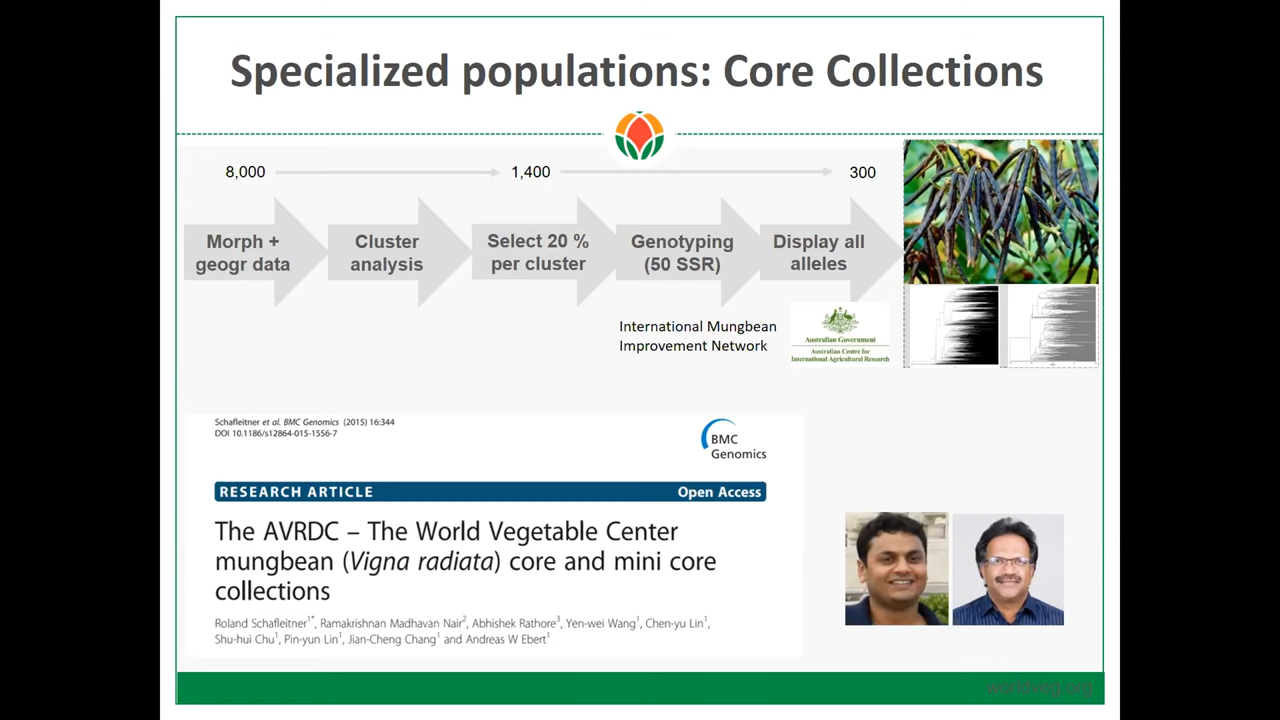 Specialized populations: Core Collections
8,000
1,400
300
Morph +
geogr data
Cluster
analysis
Select 20 %
per cluster
Genotyping
(50 SSR)
Display all
alleles
International Mungbean
Improvement Network
Australian Government
Australian Centre for
International Agricultural Research
Schafleitner et al. BMC Genomics (2015) 16:344
DOI 10.1186/s12864-015-1556-7
BMC
Genomics
RESEARCH ARTICLE
Open Access
The AVRDC – The World Vegetable Center
mungbean (Vigna radiata) core and mini core
collections
Roland Schafleitner1*, Ramakrishnan Madhavan Nair2, Abhishek Rathore3, Yen-wei Wang1, Chen-yu Lin1,
Shu-hui Chu1, Pin-yun Lin1, Jian-Cheng Chang1 and Andreas W Ebert1
worldveg.org